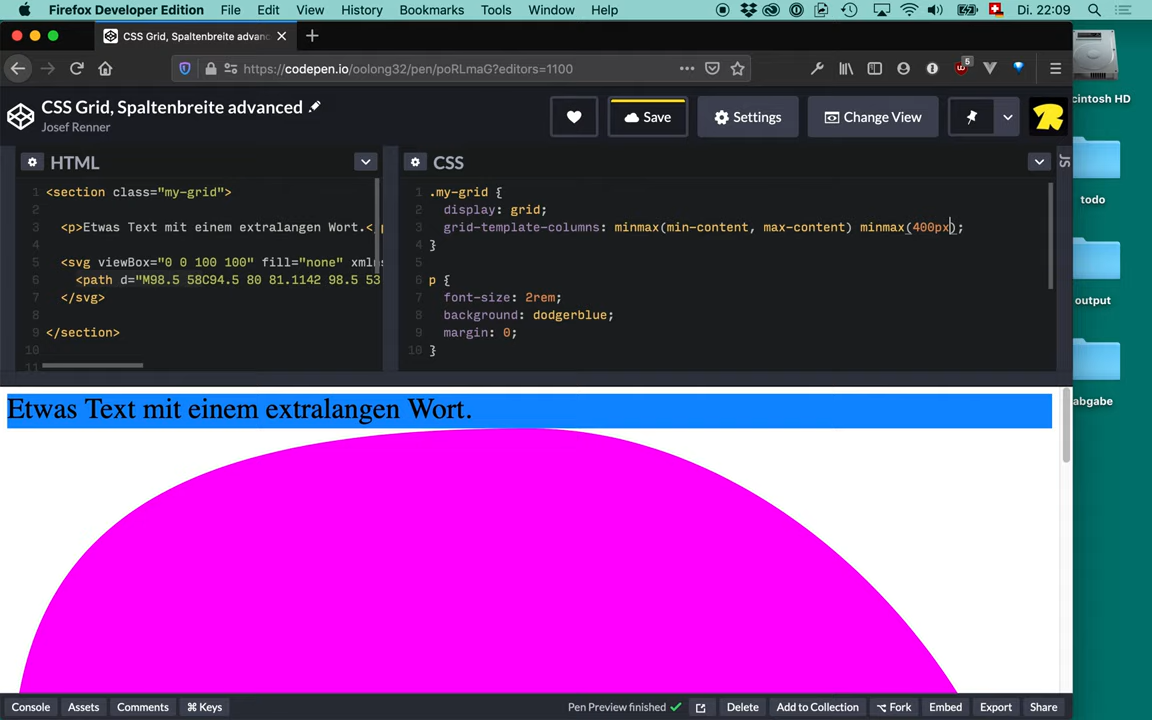 Firefox Developer Edition File Edit View History Bookmarks Tools Window Help Di. 22:09
CSS Grid, Spaltenbreite advanc
https://codepen.io/oolong32/pen/poRLmaG?editors=1100
5
CSS Grid, Spaltenbreite advanced
Josef Renner
Save
Settings
Change View
HTML
1 <section class="my-grid">
2
3 <p>Etwas Text mit einem extralangen Wort.</p
4
5 <svg viewBox="0 0 100 100" fill="none" xmlns
6 <path d="M98.5 58C94.5 80 81.1142 98.5 53
7 </svg>
8
9 </section>
10
11
CSS
1 .my-grid {
2 display: grid;
3 grid-template-columns: minmax(min-content, max-content) minmax(400px);
4 }
5
6 p {
7 font-size: 2rem;
8 background: dodgerblue;
9 margin: 0;
10 }
JS
Etwas Text mit einem extralangen Wort.
Console Assets Comments ⌘ Keys Pen Preview finished Delete Add to Collection ⌥ Fork Embed Export Share
cintosh HD
todo
output
abgabe